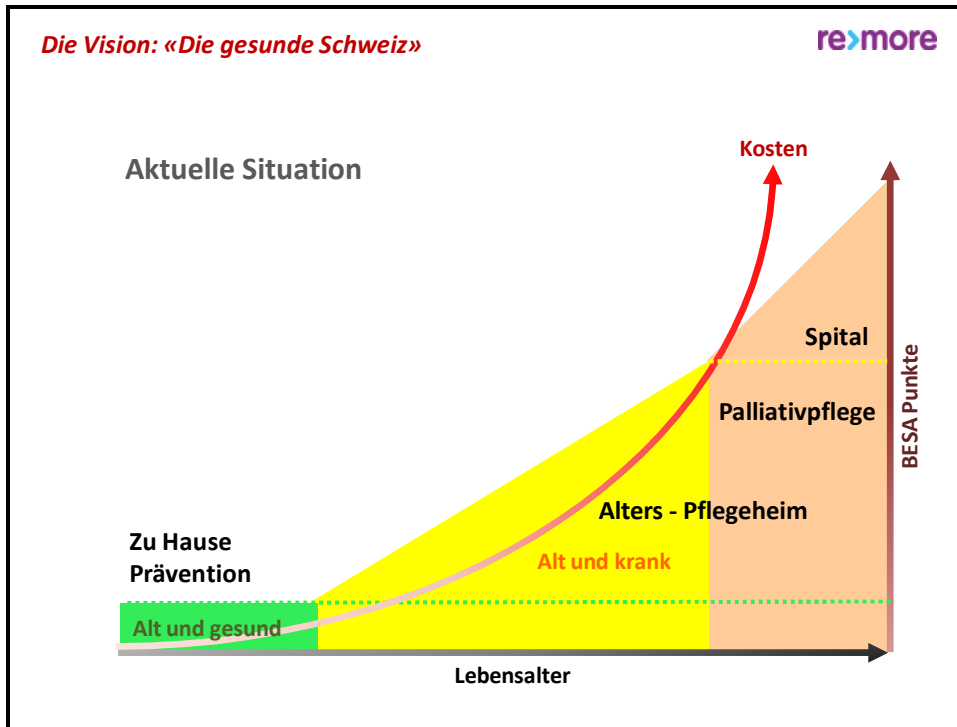 Die Vision: «Die gesunde Schweiz»
re>more
Aktuelle Situation
Kosten
Spital
Palliativpflege
BESA Punkte
Alters - Pflegeheim
Zu Hause
Prävention
Alt und krank
Alt und gesund
Lebensalter